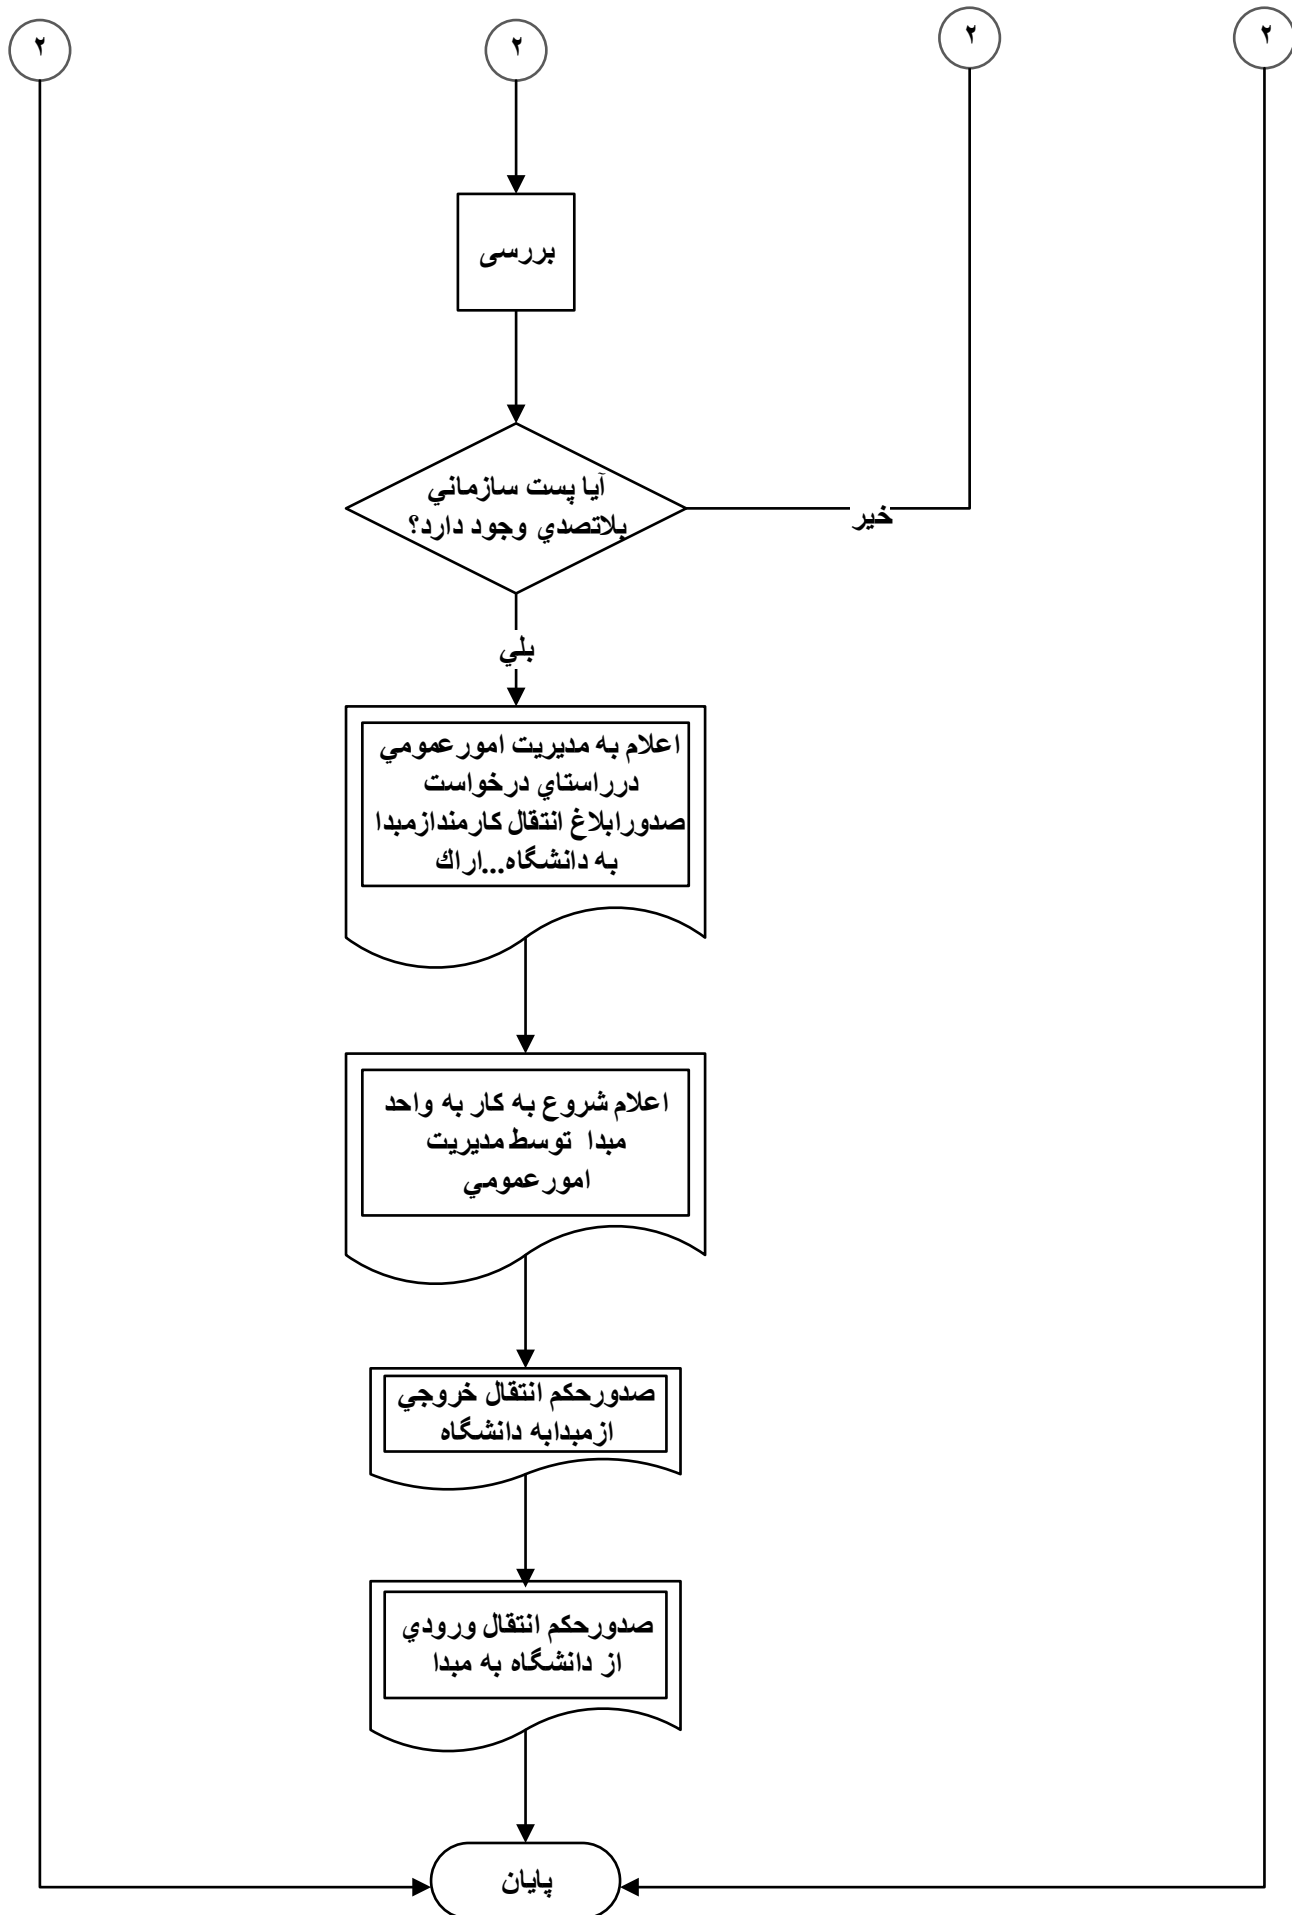 ۲
۲
۲
۲
بررسی
آيا پست سازماني
بلاتصدي وجود دارد؟
خير
بلي
اعلام به مديريت امورعمومي
درراستاي درخواست
صدورابلاغ انتقال كارمندازمبدا
به دانشگاه...اراك
اعلام شروع به كار به واحد
مبدا توسط مديريت
امورعمومي
صدورحكم انتقال خروجي
ازمبدابه دانشگاه
صدورحكم انتقال ورودي
از دانشگاه به مبدا
پايان